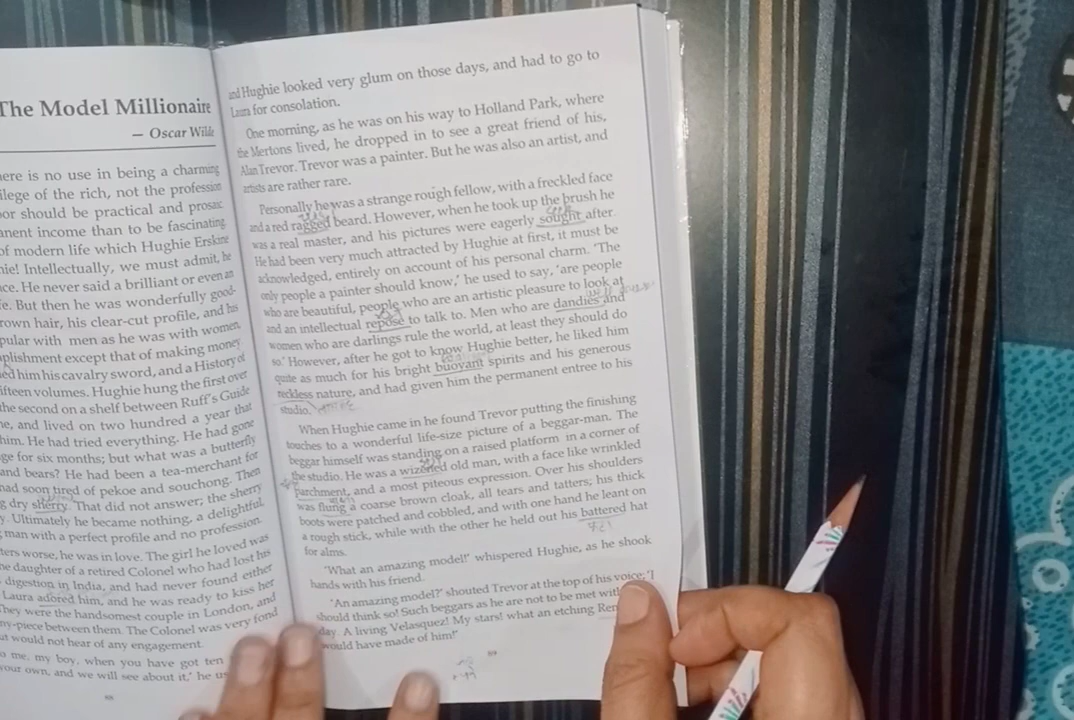 The Model Millionaire
— Oscar Wilde
here is no use in being a charming
ilege of the rich, not the profession
or should be practical and prosaic
anent income than to be fascinating
of modern life which Hughie Erskine
nie! Intellectually, we must admit, he
ce. He never said a brilliant or even an
e. But then he was wonderfully good-
rown hair, his clear-cut profile, and his
pular with men as he was with women,
plishment except that of making money
ed him his cavalry sword, and a History of
ifteen volumes. Hughie hung the first over
the second on a shelf between Ruff's Guide
ne, and lived on two hundred a year that
him. He had tried everything. He had gone
ge for six months; but what was a butterfly
and bears? He had been a tea-merchant for
had soon tired of pekoe and souchong. Then
g dry sherry. That did not answer; the sherry
y. Ultimately he became nothing, a delightful,
man with a perfect profile and no profession.
ters worse, he was in love. The girl he loved was
he daughter of a retired Colonel who had lost his
digestion in India, and had never found either
Laura adored him, and he was ready to kiss her
They were the handsomest couple in London, and
ny-piece between them. The Colonel was very fond
ut would not hear of any engagement.
o me, my boy, when you have got ten
your own, and we will see about it,' he u
and Hughie looked very glum on those days, and had to go to
Laura for consolation.
One morning, as he was on his way to Holland Park, where
the Mertons lived, he dropped in to see a great friend of his,
Alan Trevor. Trevor was a painter. But he was also an artist, and
artists are rather rare.
Personally he was a strange rough fellow, with a freckled face
and a red ragged beard. However, when he took up the brush he
was a real master, and his pictures were eagerly sought after.
He had been very much attracted by Hughie at first, it must be
acknowledged, entirely on account of his personal charm. 'The
only people a painter should know,' he used to say, 'are people
who are beautiful, people who are an artistic pleasure to look at
and an intellectual repose to talk to. Men who are dandies and
women who are darlings rule the world, at least they should do
so.' However, after he got to know Hughie better, he liked him
quite as much for his bright buoyant spirits and his generous
reckless nature, and had given him the permanent entree to his
studio.
When Hughie came in he found Trevor putting the finishing
touches to a wonderful life-size picture of a beggar-man. The
beggar himself was standing on a raised platform in a corner of
the studio. He was a wizened old man, with a face like wrinkled
parchment, and a most piteous expression. Over his shoulders
was flung a coarse brown cloak, all tears and tatters; his thick
boots were patched and cobbled, and with one hand he leant on
a rough stick, while with the other he held out his battered hat
for alms.
'What an amazing model!' whispered Hughie, as he shook
hands with his friend.
'An amazing model?' shouted Trevor at the top of his voice; 'I
should think so! Such beggars as he are not to be met with
day. A living Velasquez! My stars! what an etching Rem
would have made of him!'